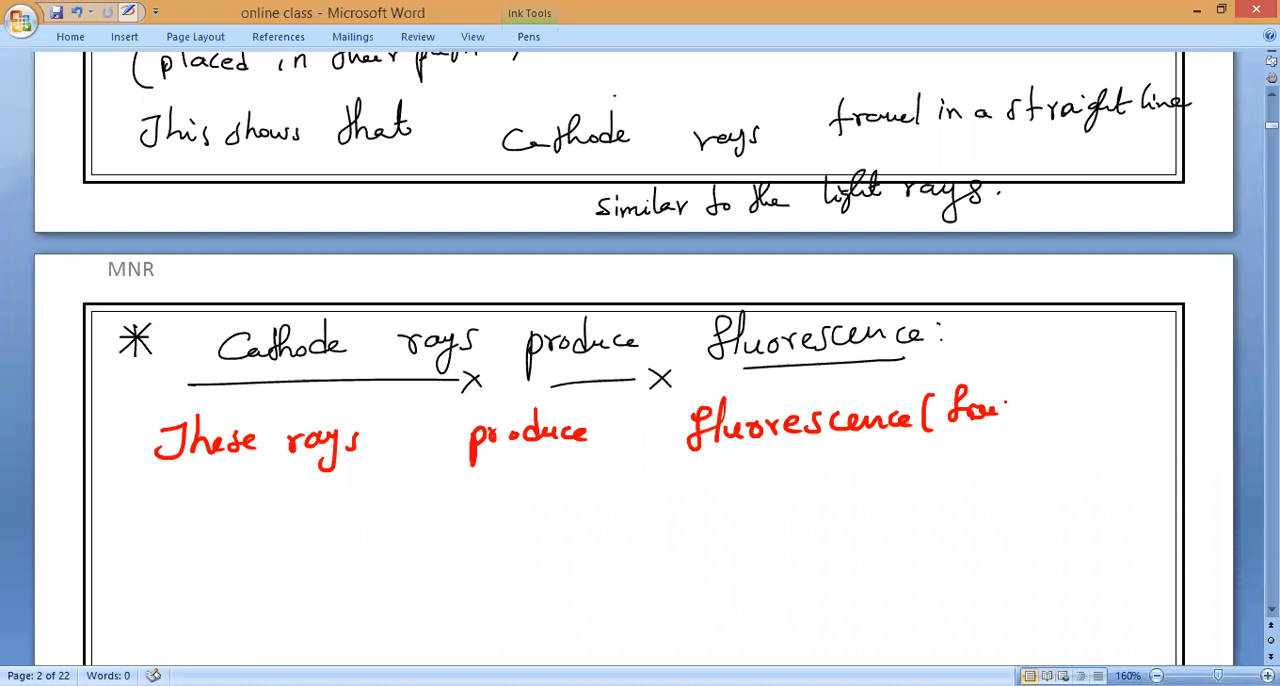 online class - Microsoft Word
Ink Tools
Home Insert Page Layout References Mailings Review View Pens
(placed in their
This shows that Cathode rays travel in a straight line
similar to the light rays.
MNR
* Cathode rays produce fluorescence:
These rays produce fluorescence (
Page: 2 of 22 Words: 0 160%